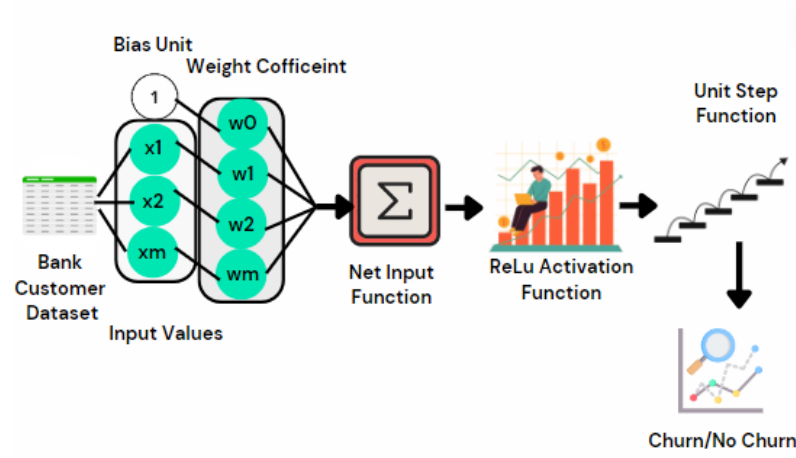 Bias Unit
Weight Cofficeint
Unit Step
Function
1
w0
x1
w1
x2
w2
xm
wm
Σ
Bank
Customer
Dataset
Input Values
Net Input
Function
ReLu Activation
Function
Churn/No Churn